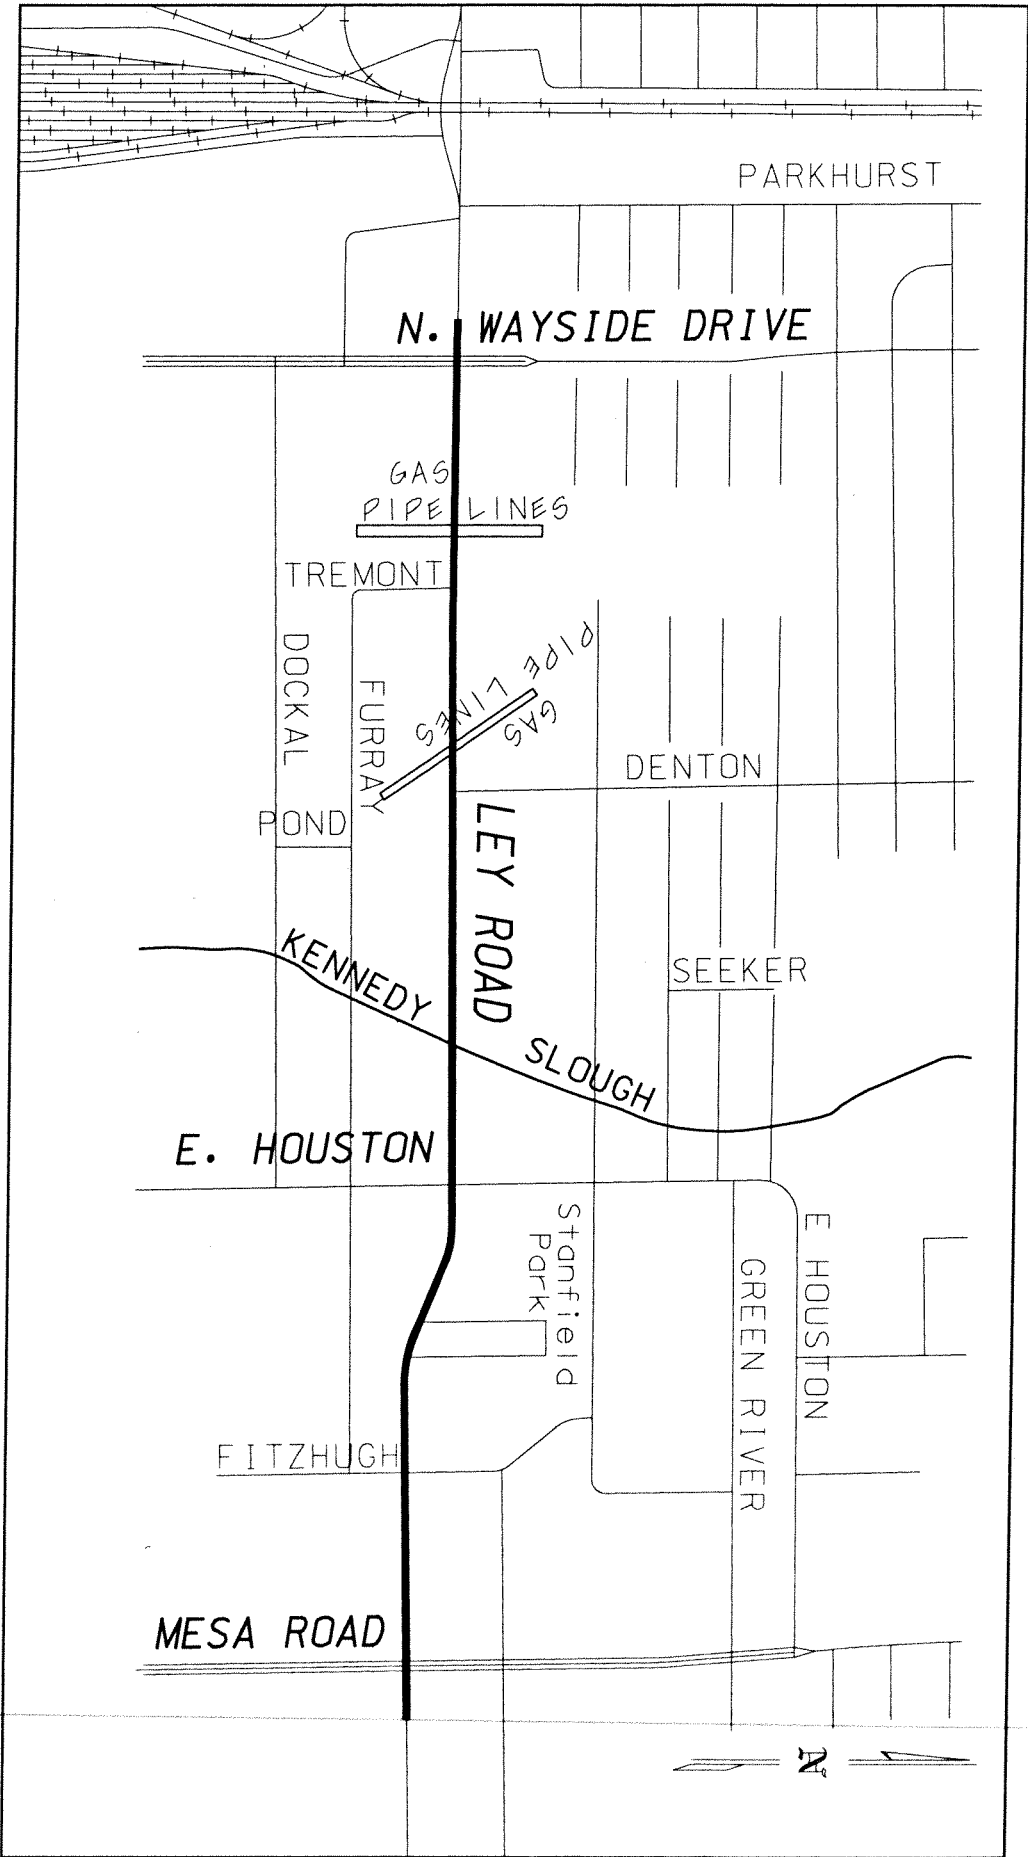 PARKHURST
N. WAYSIDE DRIVE
GAS
PIPE LINES
TREMONT
DOCKAL
FURRAY
PIPE LINES
GAS
DENTON
POND
LEY ROAD
KENNEDY SLOUGH
SEEKER
E. HOUSTON
Stanfield
Park
E HOUSTON
GREEN RIVER
FITZHUGH
MESA ROAD
N